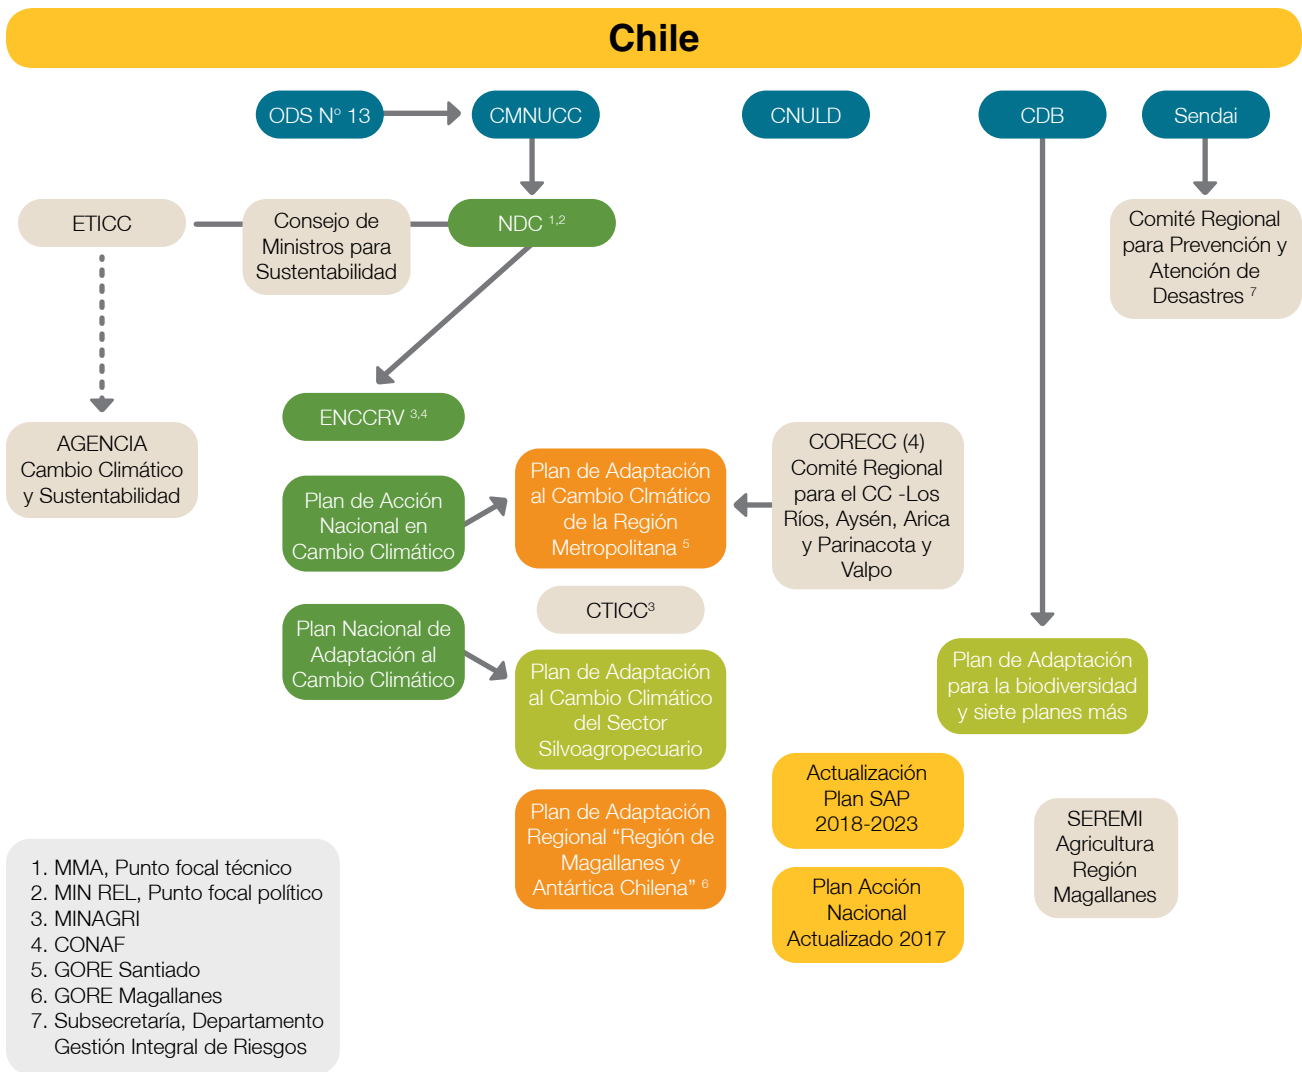 Chile
ODS Nº 13
CMNUCC
CNULD
CDB
Sendai
ETICC
Consejo de
Ministros para
Sustentabilidad
NDC 1,2
Comité Regional
para Prevención y
Atención de
Desastres 7
ENCCRV 3,4
AGENCIA
Cambio Climático
y Sustentabilidad
Plan de Acción
Nacional en
Cambio Climático
Plan de Adaptación
al Cambio Clmático
de la Región
Metropolitana 5
CORECC (4)
Comité Regional
para el CC -Los
Ríos, Aysén, Arica
y Parinacota y
Valpo
CTICC3
Plan Nacional de
Adaptación al
Cambio Climático
Plan de Adaptación
al Cambio Climático
del Sector
Silvoagropecuario
Plan de Adaptación
para la biodiversidad
y siete planes más
Plan de Adaptación
Regional “Región de
Magallanes y
Antártica Chilena” 6
Actualización
Plan SAP
2018-2023
Plan Acción
Nacional
Actualizado 2017
SEREMI
Agricultura
Región
Magallanes
1. MMA, Punto focal técnico
2. MIN REL, Punto focal político
3. MINAGRI
4. CONAF
5. GORE Santiado
6. GORE Magallanes
7. Subsecretaría, Departamento
Gestión Integral de Riesgos